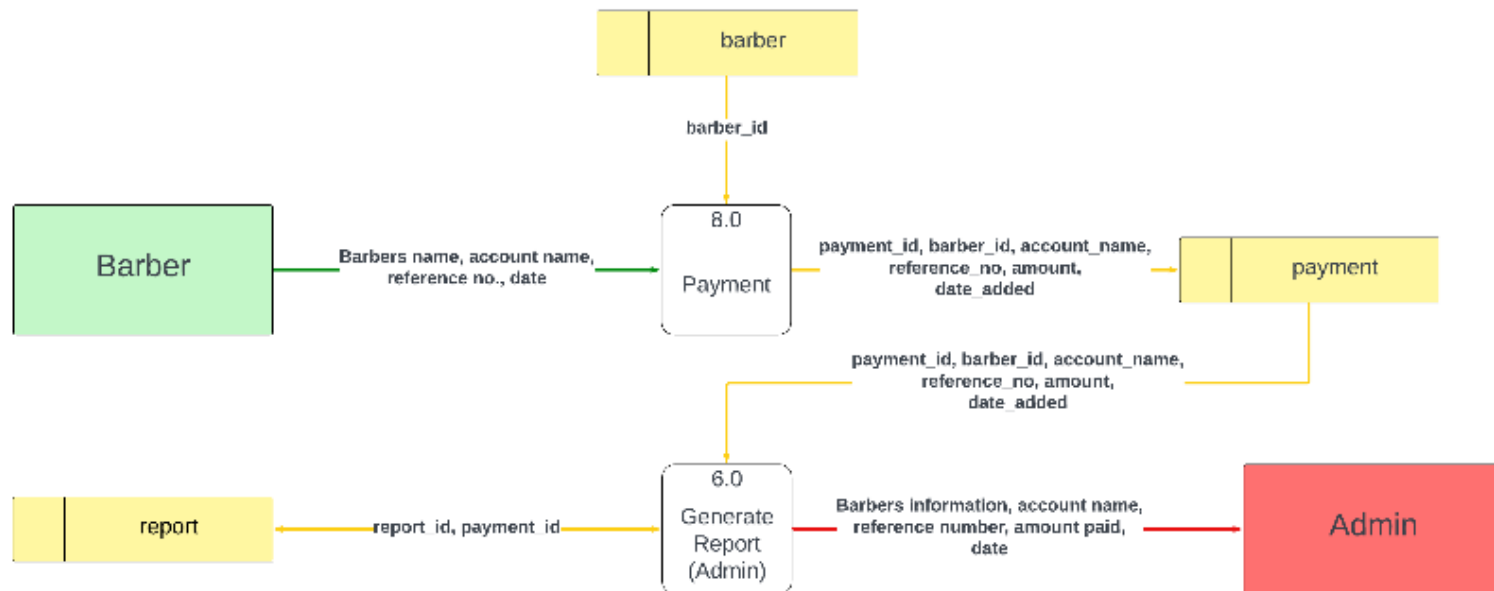 barber
barber_id
8.0
Payment
Barber
Barbers name, account name,
reference no., date
payment_id, barber_id, account_name,
reference_no, amount,
date_added
payment
payment_id, barber_id, account_name,
reference_no, amount,
date_added
report
report_id, payment_id
6.0
Generate
Report
(Admin)
Barbers information, account name,
reference number, amount paid,
date
Admin